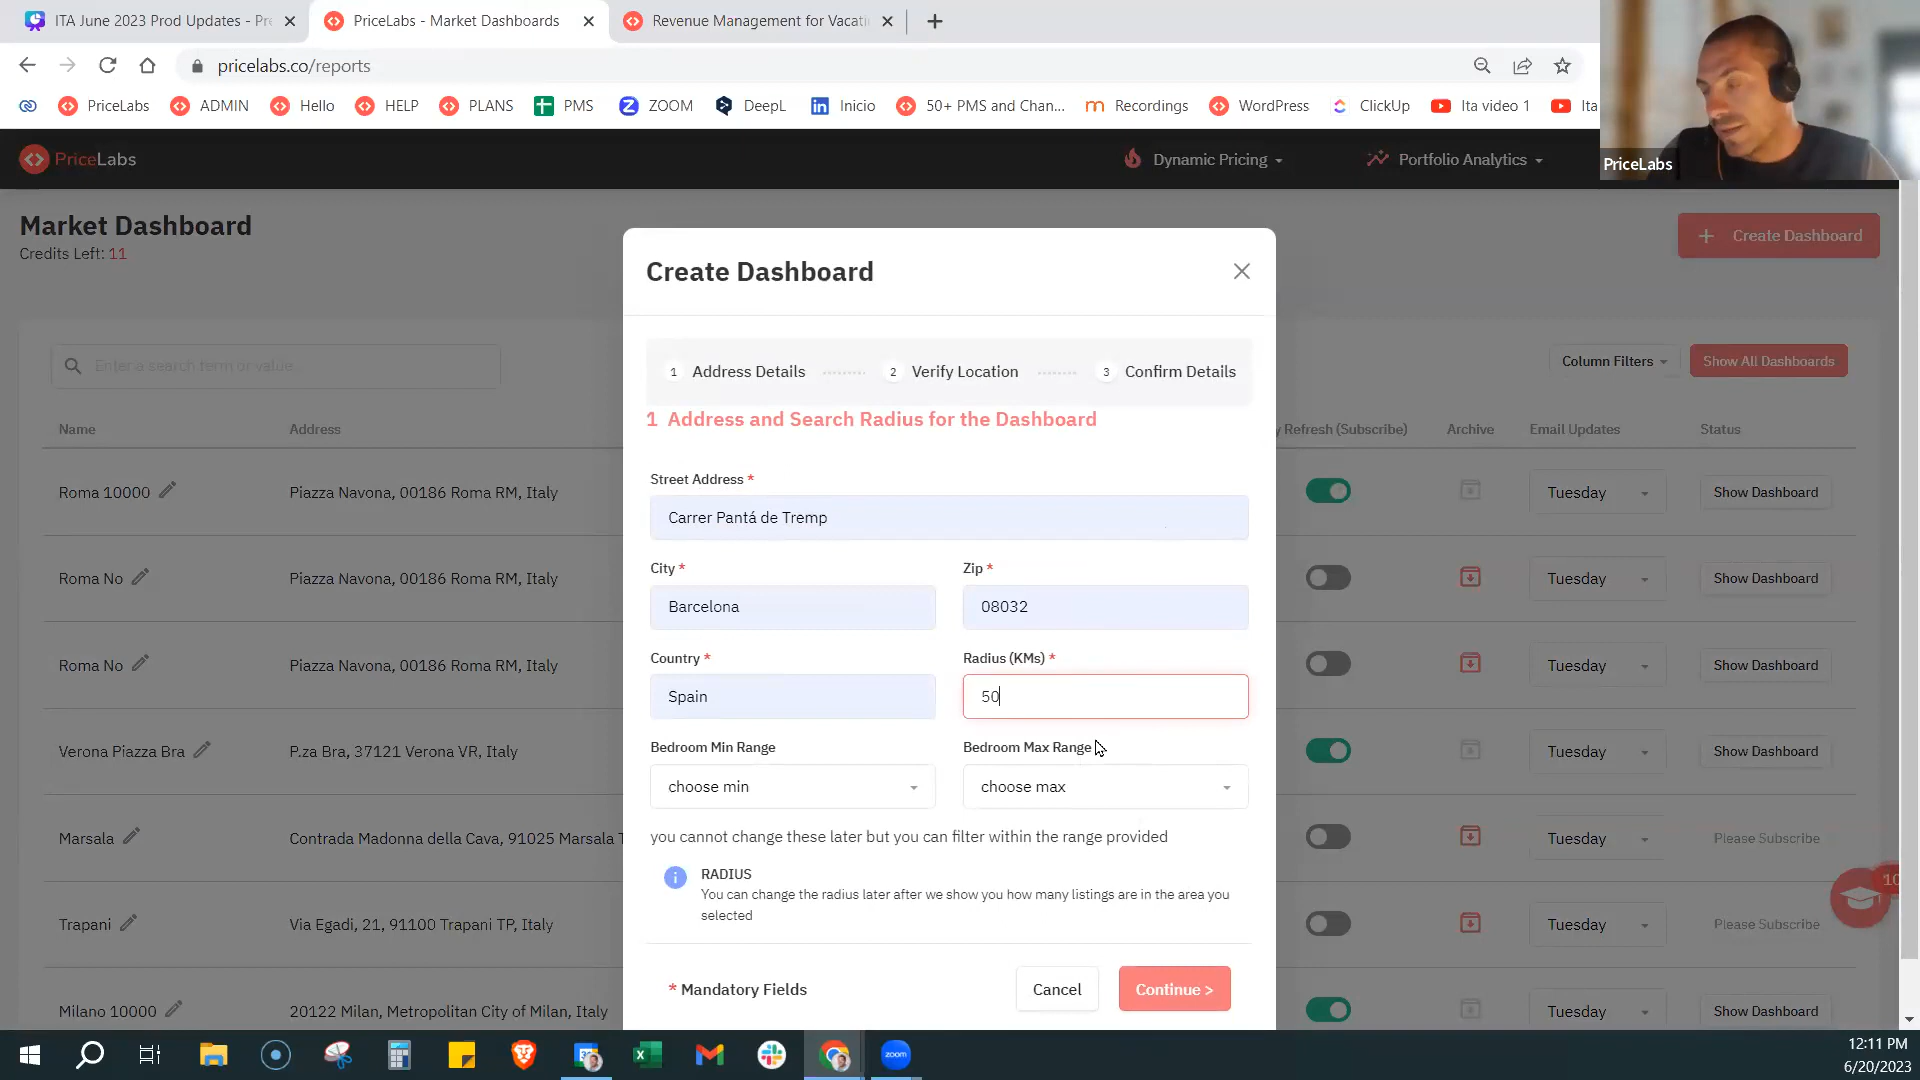 ITA June 2023 Prod Updates - Pre
PriceLabs - Market Dashboards
Revenue Management for Vacati
pricelabs.co/reports
PriceLabs
ADMIN
Hello
HELP
PLANS
PMS
ZOOM
DeepL
Inicio
50+ PMS and Chan...
Recordings
WordPress
ClickUp
Ita video 1
Ita
PriceLabs
Dynamic Pricing
Portfolio Analytics
PriceLabs
Market Dashboard
Credits Left: 11
+ Create Dashboard
Create Dashboard
Enter a search term or value...
Column Filters
Show All Dashboards
1 Address Details
2 Verify Location
3 Confirm Details
1 Address and Search Radius for the Dashboard
Name
Address
y Refresh (Subscribe)
Archive
Email Updates
Status
Roma 10000
Piazza Navona, 00186 Roma RM, Italy
Tuesday
Show Dashboard
Roma No
Piazza Navona, 00186 Roma RM, Italy
Tuesday
Show Dashboard
Roma No
Piazza Navona, 00186 Roma RM, Italy
Tuesday
Show Dashboard
Verona Piazza Bra
P.za Bra, 37121 Verona VR, Italy
Tuesday
Show Dashboard
Marsala
Contrada Madonna della Cava, 91025 Marsala T
Tuesday
Please Subscribe
Trapani
Via Egadi, 21, 91100 Trapani TP, Italy
Tuesday
Please Subscribe
Milano 10000
20122 Milan, Metropolitan City of Milan, Italy
Tuesday
Show Dashboard
Street Address *
Carrer Pantá de Tremp
City *
Zip *
Barcelona
08032
Country *
Radius (KMs) *
Spain
50
Bedroom Min Range
Bedroom Max Range
choose min
choose max
you cannot change these later but you can filter within the range provided
RADIUS
You can change the radius later after we show you how many listings are in the area you
selected
* Mandatory Fields
Cancel
Continue >
10
zoom
12:11 PM
6/20/2023